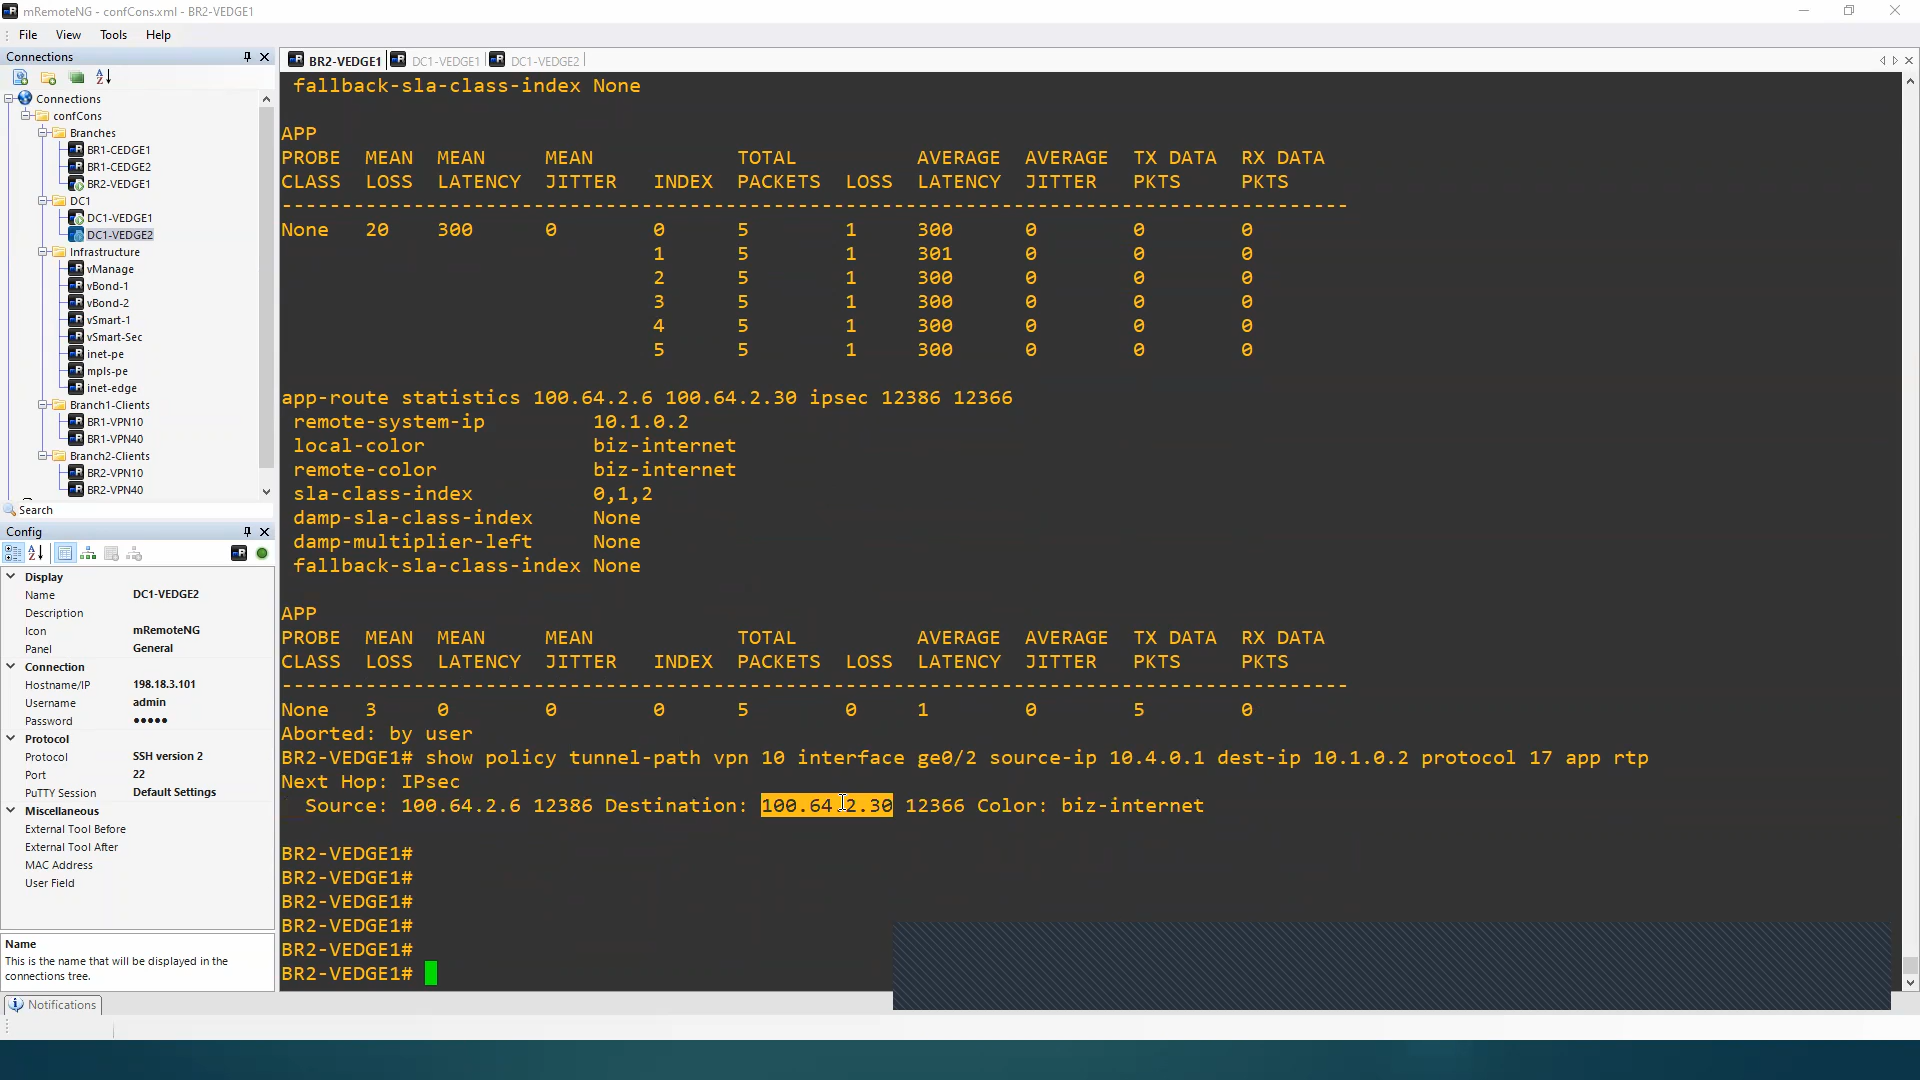 mRemoteNG - confCons.xml - BR2-VEDGE1
File View Tools Help
Connections
Connections
confCons
Branches
BR1-CEDGE1
BR1-CEDGE2
BR2-VEDGE1
DC1
DC1-VEDGE1
DC1-VEDGE2
Infrastructure
vManage
vBond-1
vBond-2
vSmart-1
vSmart-Sec
inet-pe
mpls-pe
inet-edge
Branch1-Clients
BR1-VPN10
BR1-VPN40
Branch2-Clients
BR2-VPN10
BR2-VPN40
Search
Config
Display
Name DC1-VEDGE2
Description
Icon mRemoteNG
Panel General
Connection
Hostname/IP 198.18.3.101
Username admin
Password •••••
Protocol
Protocol SSH version 2
Port 22
PuTTY Session Default Settings
Miscellaneous
External Tool Before
External Tool After
MAC Address
User Field
Name
This is the name that will be displayed in the
connections tree.
Notifications
BR2-VEDGE1 DC1-VEDGE1 DC1-VEDGE2
fallback-sla-class-index None
APP
PROBE MEAN MEAN MEAN TOTAL AVERAGE AVERAGE TX DATA RX DATA
CLASS LOSS LATENCY JITTER INDEX PACKETS LOSS LATENCY JITTER PKTS PKTS
-----------------------------------------------------------------------------------------
None 20 300 0 0 5 1 300 0 0 0
1 5 1 301 0 0 0
2 5 1 300 0 0 0
3 5 1 300 0 0 0
4 5 1 300 0 0 0
5 5 1 300 0 0 0
app-route statistics 100.64.2.6 100.64.2.30 ipsec 12386 12366
remote-system-ip 10.1.0.2
local-color biz-internet
remote-color biz-internet
sla-class-index 0,1,2
damp-sla-class-index None
damp-multiplier-left None
fallback-sla-class-index None
APP
PROBE MEAN MEAN MEAN TOTAL AVERAGE AVERAGE TX DATA RX DATA
CLASS LOSS LATENCY JITTER INDEX PACKETS LOSS LATENCY JITTER PKTS PKTS
-----------------------------------------------------------------------------------------
None 3 0 0 0 5 0 1 0 5 0
Aborted: by user
BR2-VEDGE1# show policy tunnel-path vpn 10 interface ge0/2 source-ip 10.4.0.1 dest-ip 10.1.0.2 protocol 17 app rtp
Next Hop: IPsec
Source: 100.64.2.6 12386 Destination: 100.64.2.30 12366 Color: biz-internet
BR2-VEDGE1#
BR2-VEDGE1#
BR2-VEDGE1#
BR2-VEDGE1#
BR2-VEDGE1#
BR2-VEDGE1#